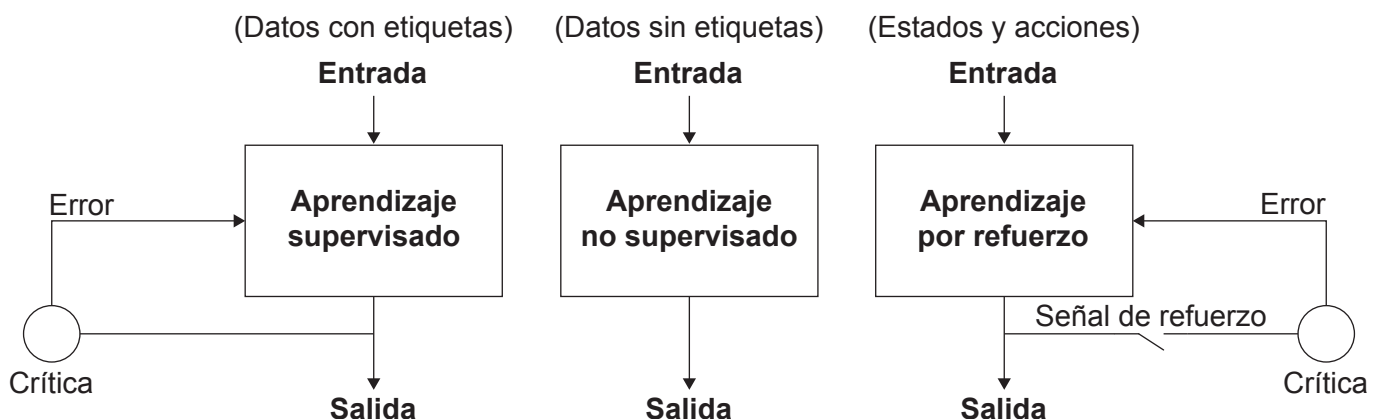 (Datos con etiquetas)
Entrada
Aprendizaje
supervisado
Error
Crítica
Salida
(Datos sin etiquetas)
Entrada
Aprendizaje
no supervisado
Salida
(Estados y acciones)
Entrada
Aprendizaje
por refuerzo
Error
Señal de refuerzo
Crítica
Salida